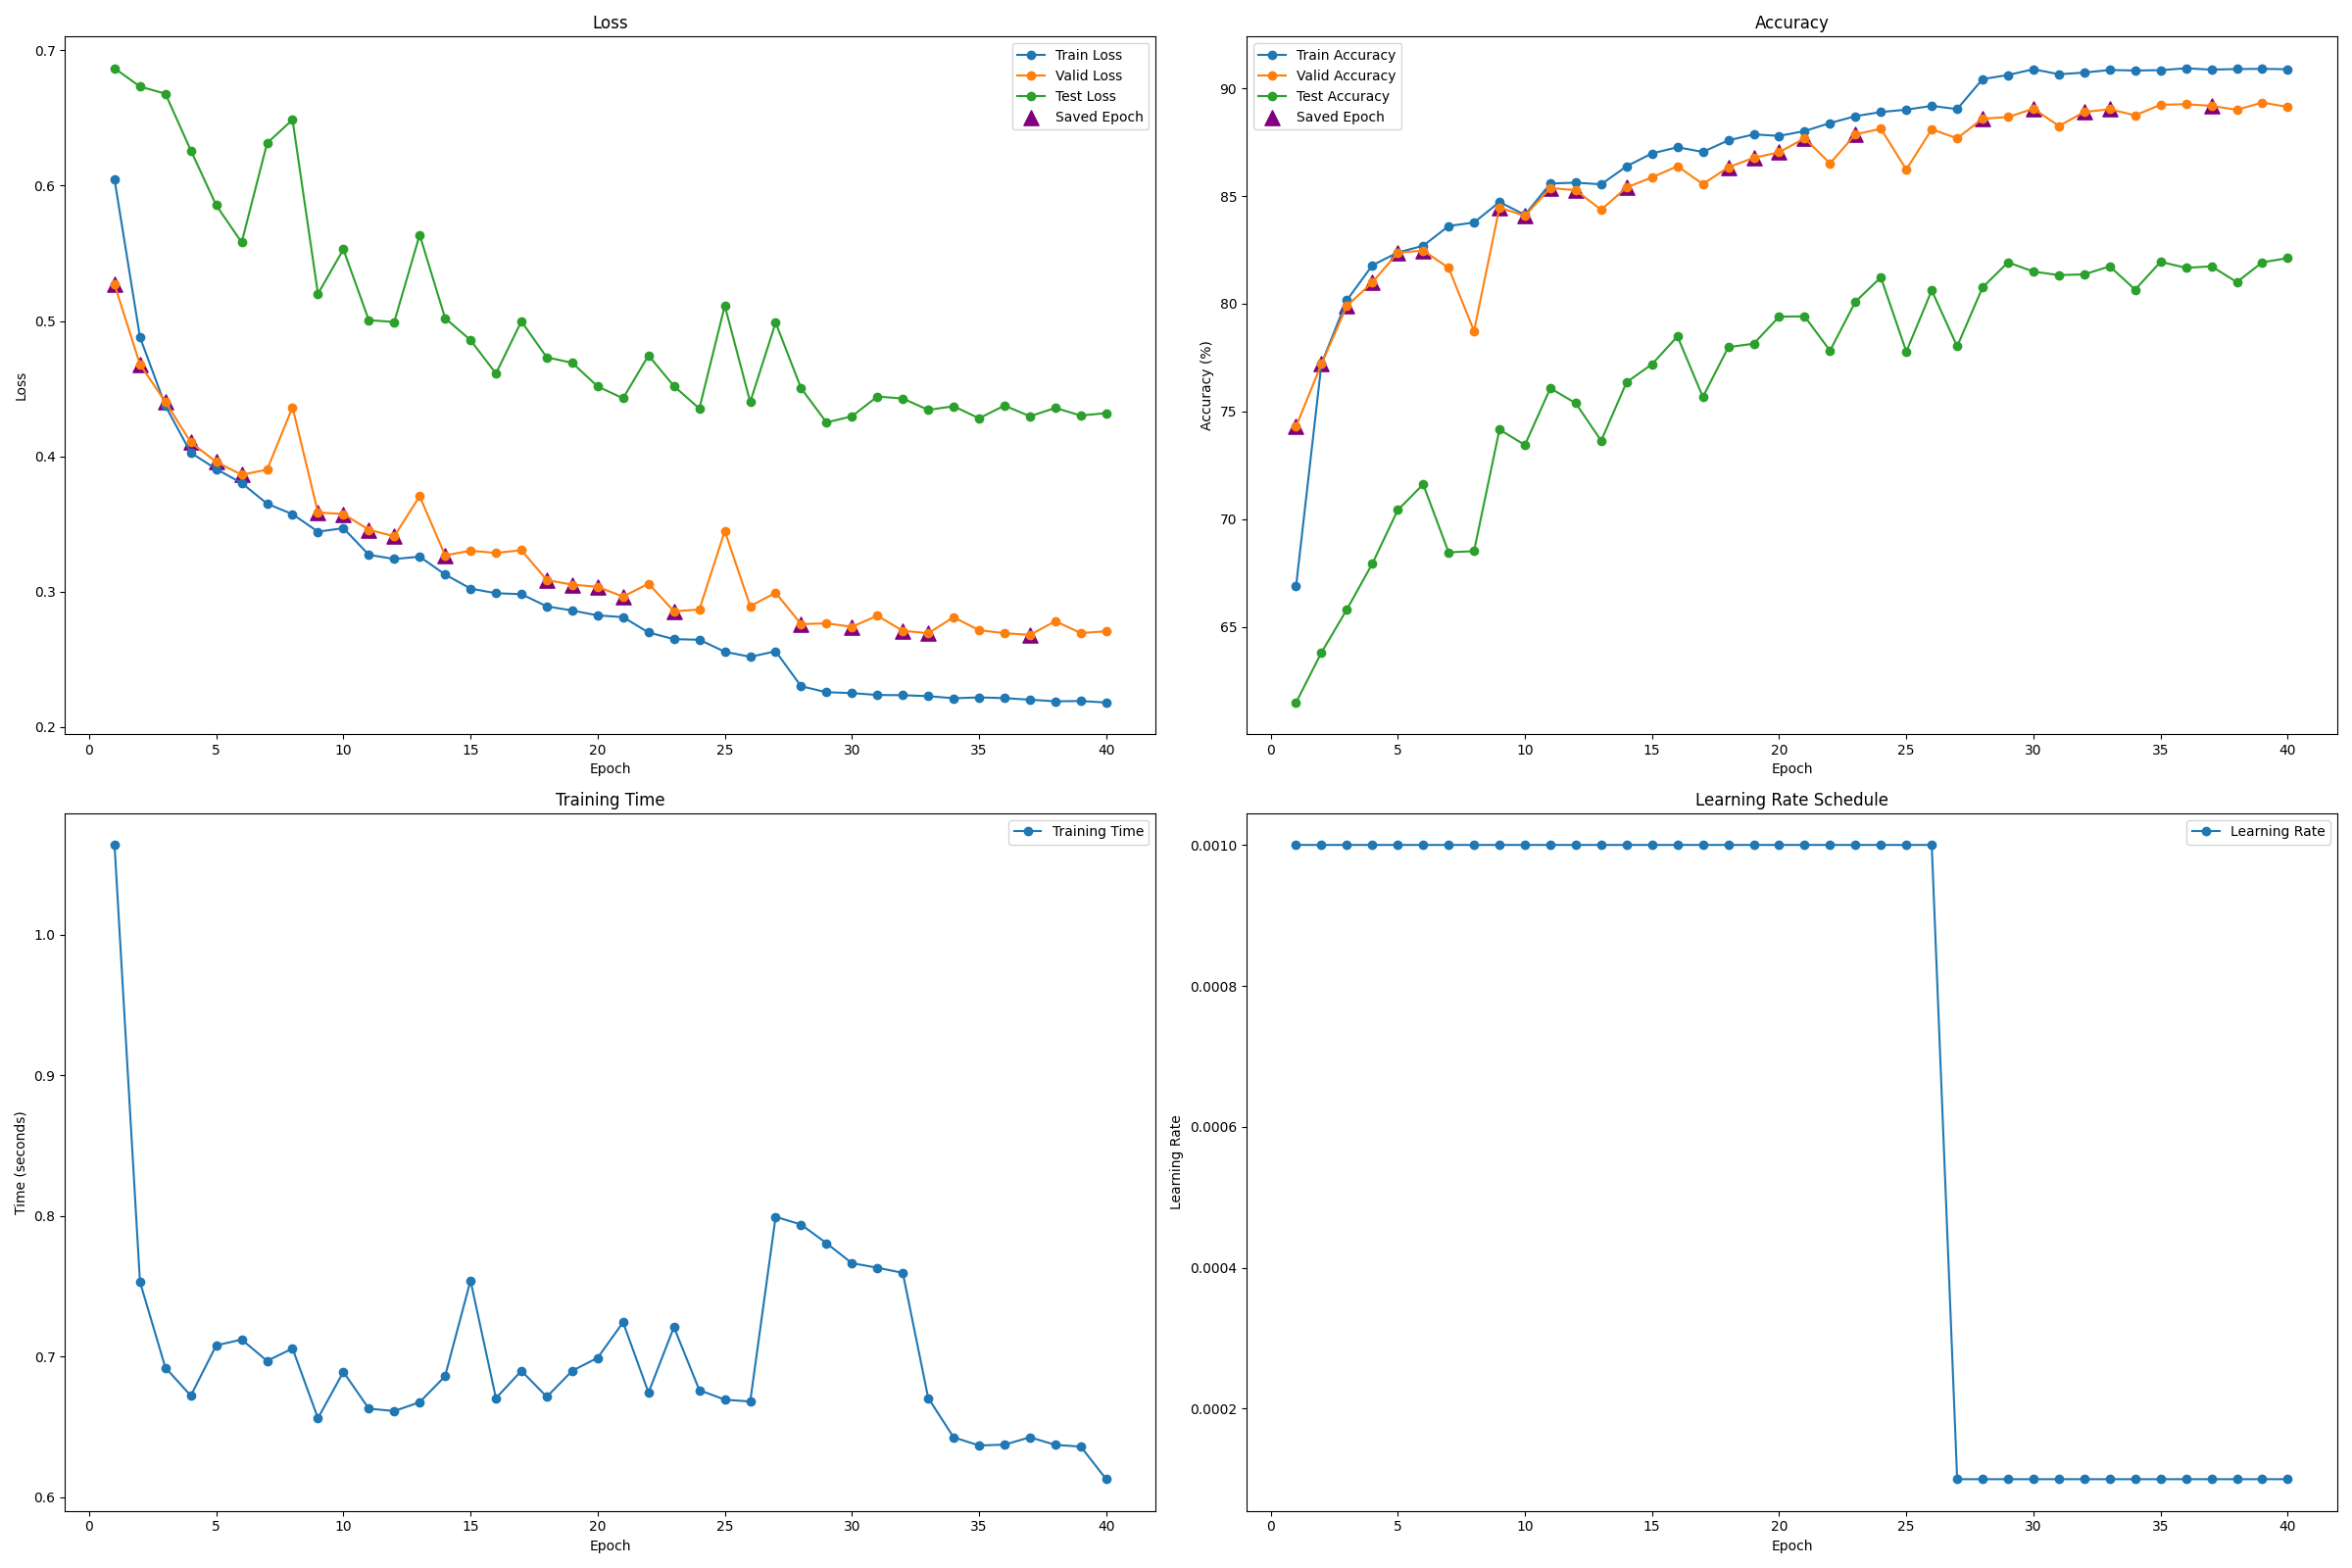 Loss
0.7
0.6
0.5
0.4
0.3
0.2
Loss
Train Loss
Valid Loss
Test Loss
Saved Epoch
0 5 10 15 20 25 30 35 40
Epoch
Accuracy
90
85
80
75
70
65
Accuracy (%)
Train Accuracy
Valid Accuracy
Test Accuracy
Saved Epoch
0 5 10 15 20 25 30 35 40
Epoch
Training Time
1.0
0.9
0.8
0.7
0.6
Time (seconds)
Training Time
0 5 10 15 20 25 30 35 40
Epoch
Learning Rate Schedule
0.0010
0.0008
0.0006
0.0004
0.0002
Learning Rate
Learning Rate
0 5 10 15 20 25 30 35 40
Epoch